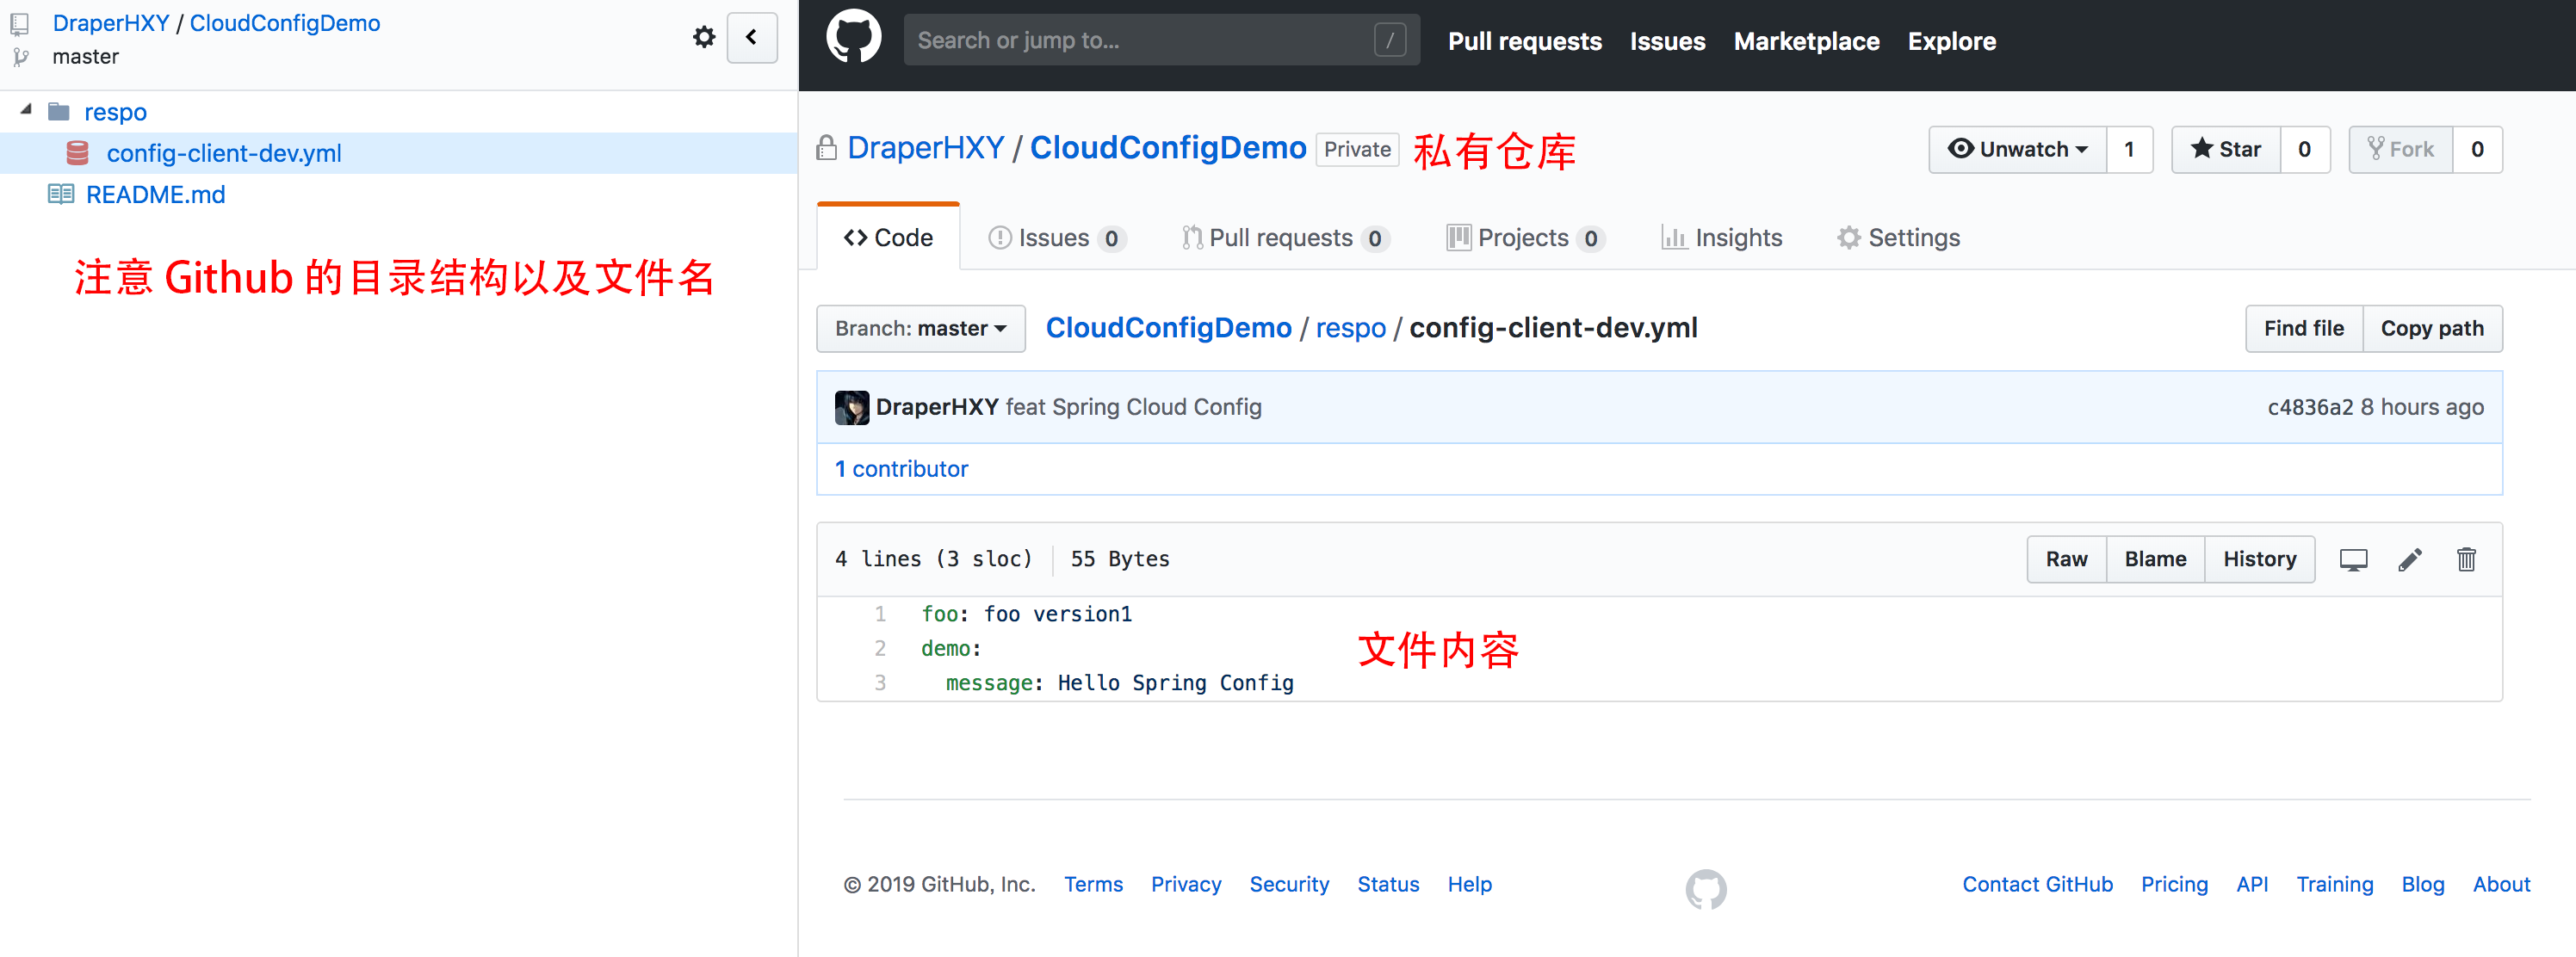 DraperHXY / CloudConfigDemo
master
respo
config-client-dev.yml
README.md
注意 Github 的目录结构以及文件名
Search or jump to... /
Pull requests Issues Marketplace Explore
DraperHXY / CloudConfigDemo Private 私有仓库
Unwatch 1 Star 0 Fork 0
Code Issues 0 Pull requests 0 Projects 0 Insights Settings
Branch: master CloudConfigDemo / respo / config-client-dev.yml Find file Copy path
DraperHXY feat Spring Cloud Config c4836a2 8 hours ago
1 contributor
4 lines (3 sloc) 55 Bytes Raw Blame History
1 foo: foo version1
2 demo:
3 message: Hello Spring Config
文件内容
© 2019 GitHub, Inc. Terms Privacy Security Status Help Contact GitHub Pricing API Training Blog About